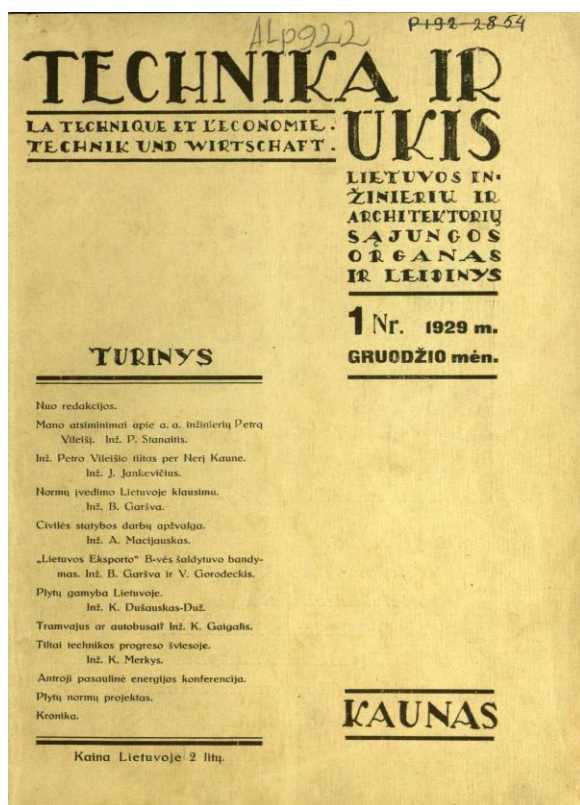 ALp922
P192-2864
TECHNIKA IR
ŪKIS
LA TECHNIQUE ET L'ECONOMIE.
TECHNIK UND WIRTSCHAFT.
LIETUVOS IN-
ŽINIERIŲ IR
ARCHITEKTORIŲ
SĄJUNGOS
ORGANAS
IR LEIDINYS
1 Nr. 1929 m.
GRUODŽIO mėn.
TURINYS
Nuo redakcijos.
Mano atsiminimai apie a. a. inžinierių Petrą
Vileišį. Inž. P. Stanaitis.
Inž. Petro Vileišio tiltas per Nerį Kaune.
Inž. J. Jankevičius.
Normų įvedimo Lietuvoje klausimu.
Inž. B. Garšva.
Civilės statybos darbų apžvalga.
Inž. A. Macijauskas.
„Lietuvos Eksporto“ B-vės šaldytuvo bandy-
mas. Inž. B. Garšva ir V. Gorodeckis.
Plytų gamyba Lietuvoje.
Inž. K. Dušauskas-Duž.
Tramvajus ar autobusai? Inž. K. Gaigalis.
Tiltai technikos progreso šviesoje.
Inž. K. Merkys.
Antroji pasaulinė energijos konferencija.
Plytų normų projektas.
Kronika.
Kaina Lietuvoje 2 litų.
KAUNAS